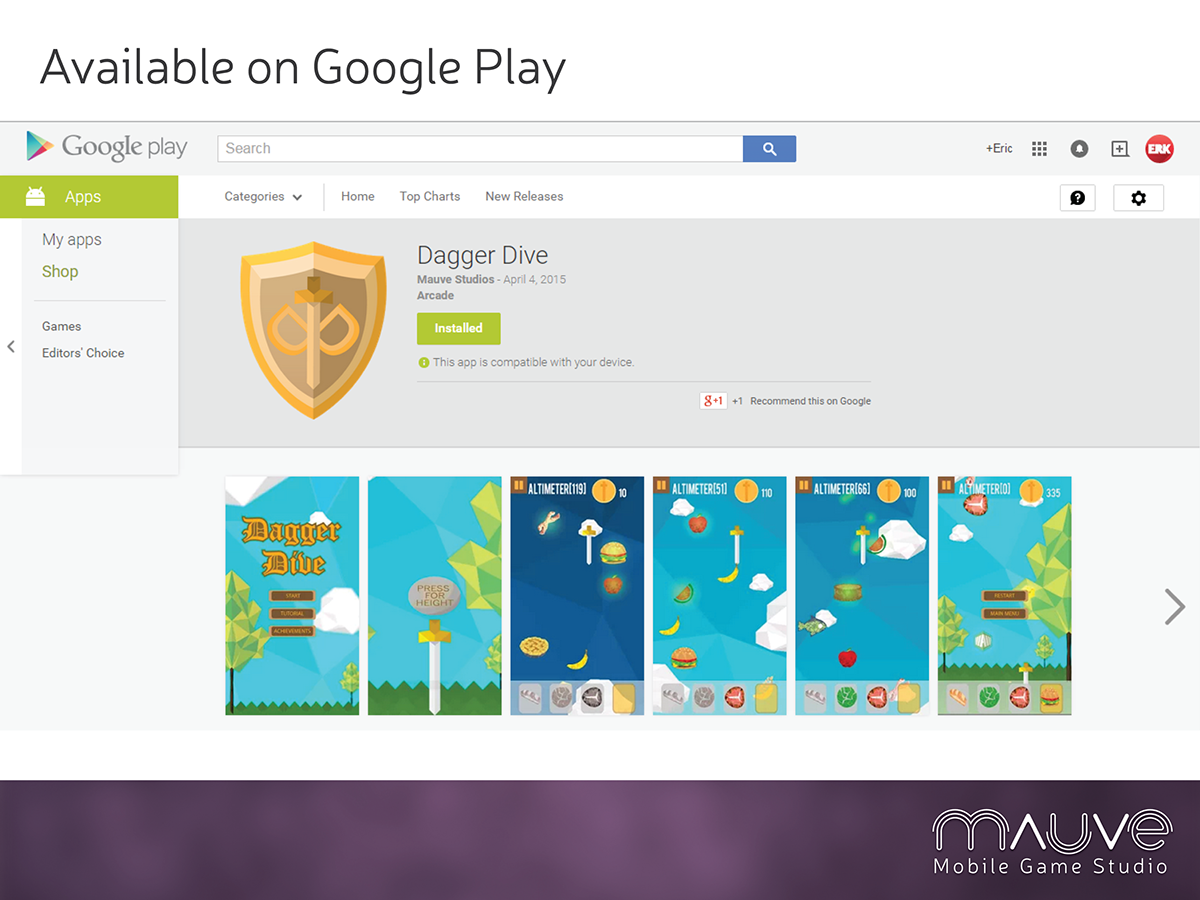 Available on Google Play
Google play
Search
+Eric
ERK
Apps
Categories
Home
Top Charts
New Releases
My apps
Shop
Games
Editors' Choice
Dagger Dive
Mauve Studios - April 4, 2015
Arcade
Installed
This app is compatible with your device.
g+1 +1 Recommend this on Google
Dagger
Dive
START
TUTORIAL
ACHIEVEMENTS
PRESS
FOR
HEIGHT
ALTIMETER[119] 10
ALTIMETER[51] 110
ALTIMETER[66] 100
ALTIMETER[0] 335
RESTART
MAIN MENU
mauve
Mobile Game Studio